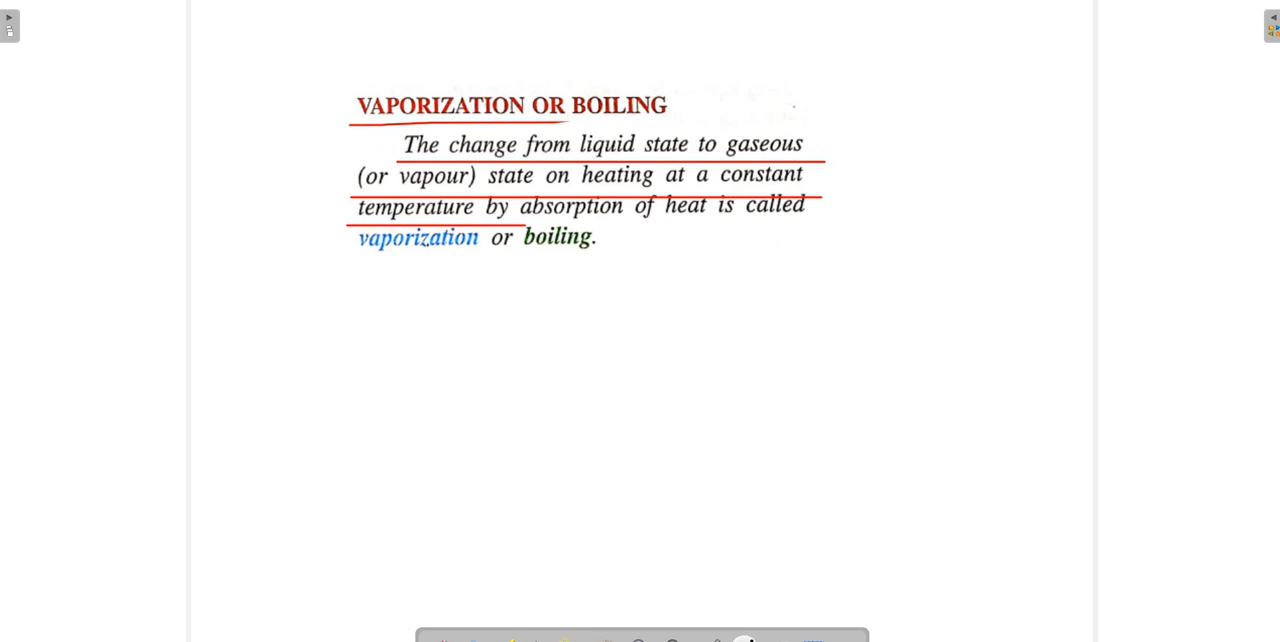 VAPORIZATION OR BOILING
The change from liquid state to gaseous
(or vapour) state on heating at a constant
temperature by absorption of heat is called
vaporization or boiling.